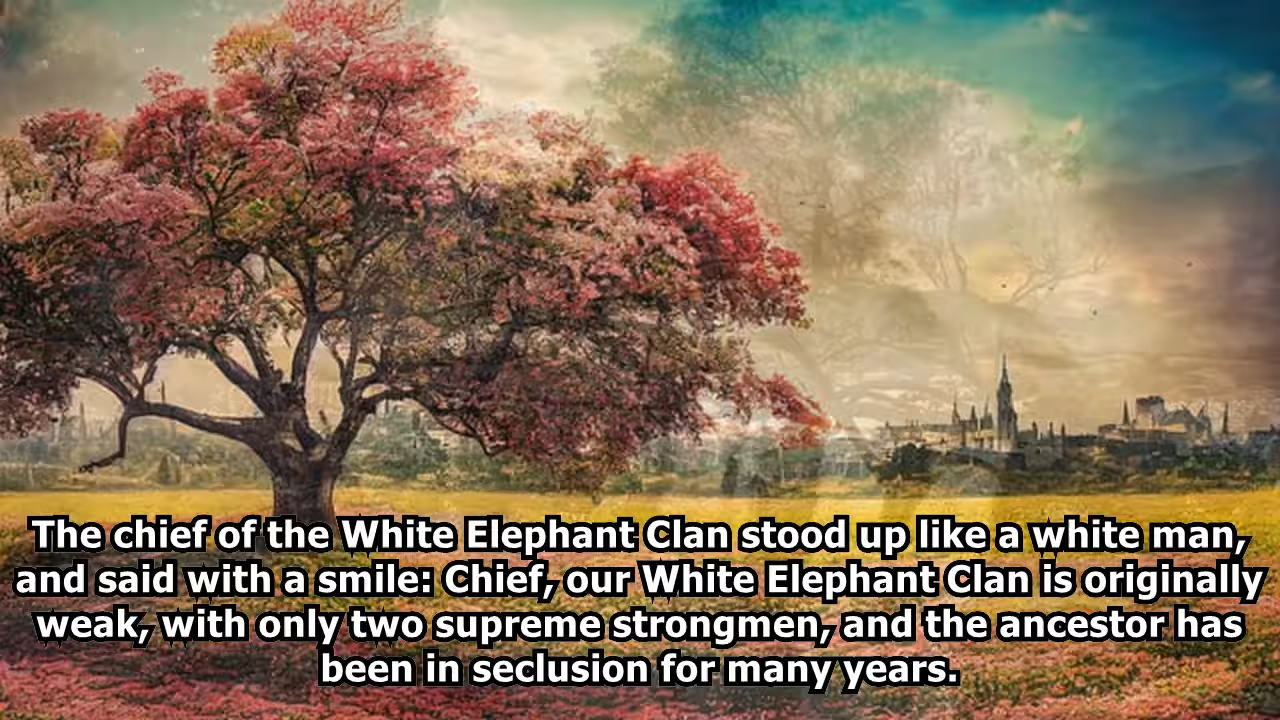 The chief of the White Elephant Clan stood up like a white man,
and said with a smile: Chief, our White Elephant Clan is originally
weak, with only two supreme strongmen, and the ancestor has
been in seclusion for many years.